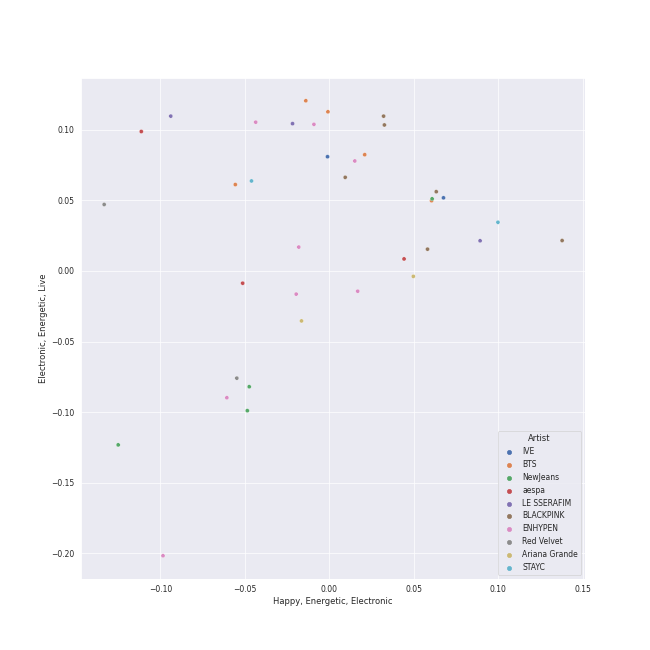 0.10
0.05
0.00
−0.05
−0.10
−0.15
−0.20
Electronic, Energetic, Live
−0.10 −0.05 0.00 0.05 0.10 0.15
Happy, Energetic, Electronic
Artist
IVE
BTS
NewJeans
aespa
LE SSERAFIM
BLACKPINK
ENHYPEN
Red Velvet
Ariana Grande
STAYC